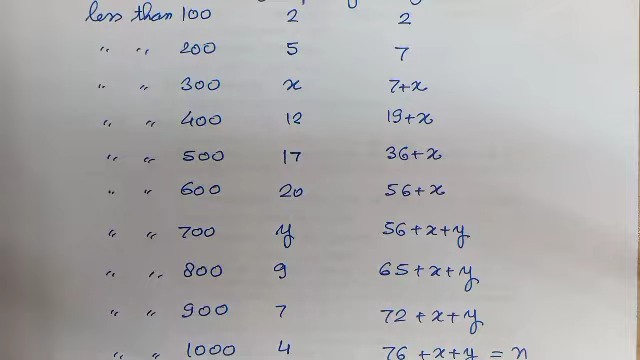 less than 100 2 2
" " 200 5 7
" " 300 x 7+x
" " 400 12 19+x
" " 500 17 36+x
" " 600 20 56+x
" " 700 y 56+x+y
" " 800 9 65+x+y
" " 900 7 72+x+y
" " 1000 4 76+x+y = n